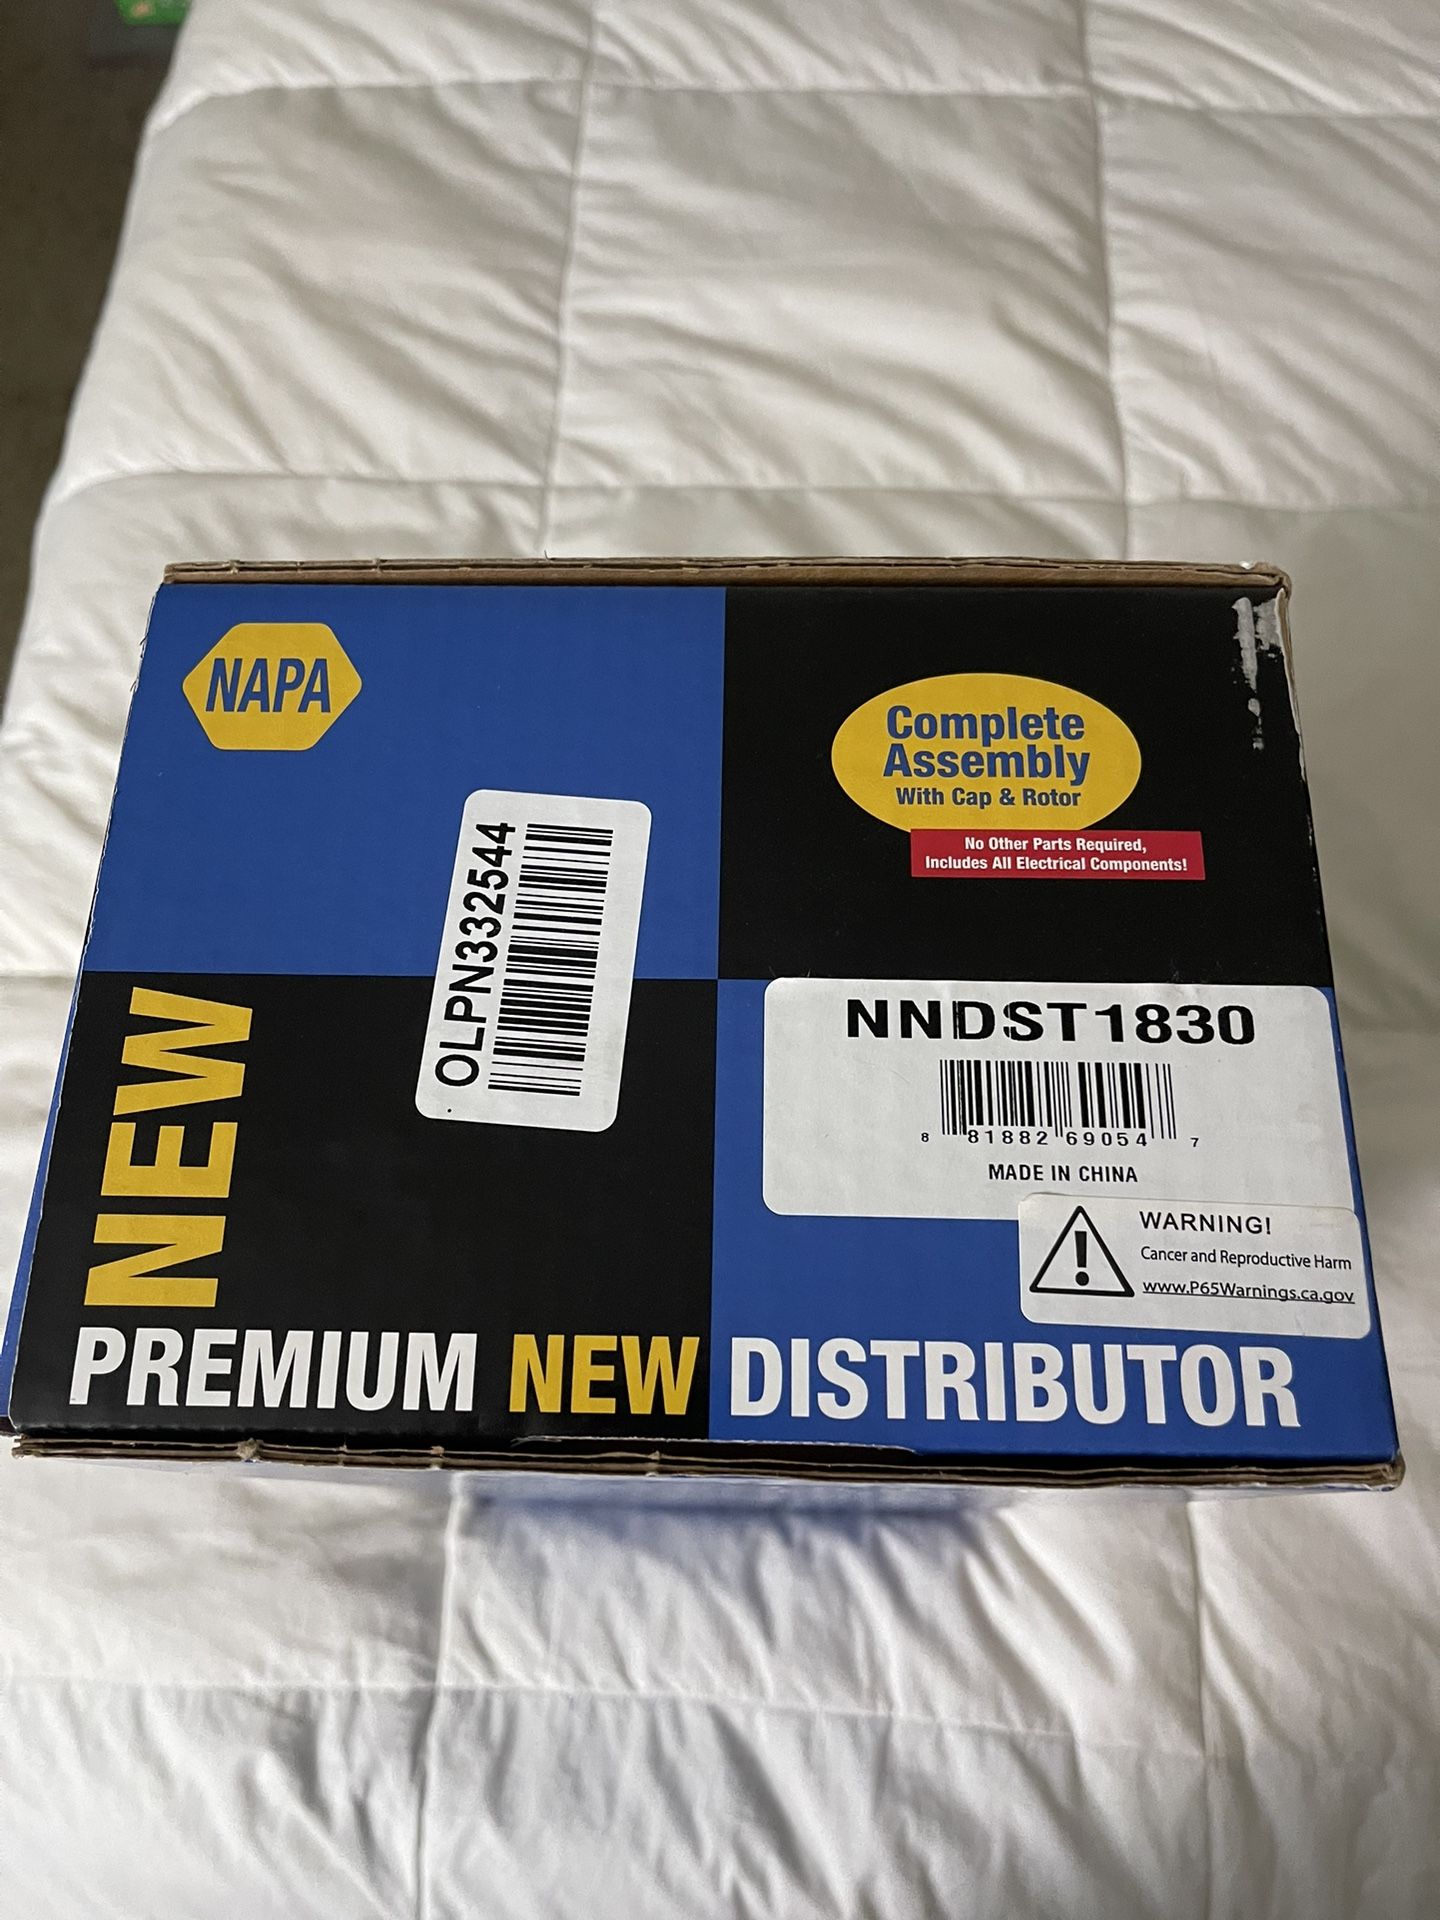 NAPA
Complete
Assembly
With Cap & Rotor
No Other Parts Required,
Includes All Electrical Components!
OLPN332544
NEW
NNDST1830
8 81882 69054 7
MADE IN CHINA
WARNING!
Cancer and Reproductive Harm
www.P65Warnings.ca.gov
PREMIUM NEW DISTRIBUTOR